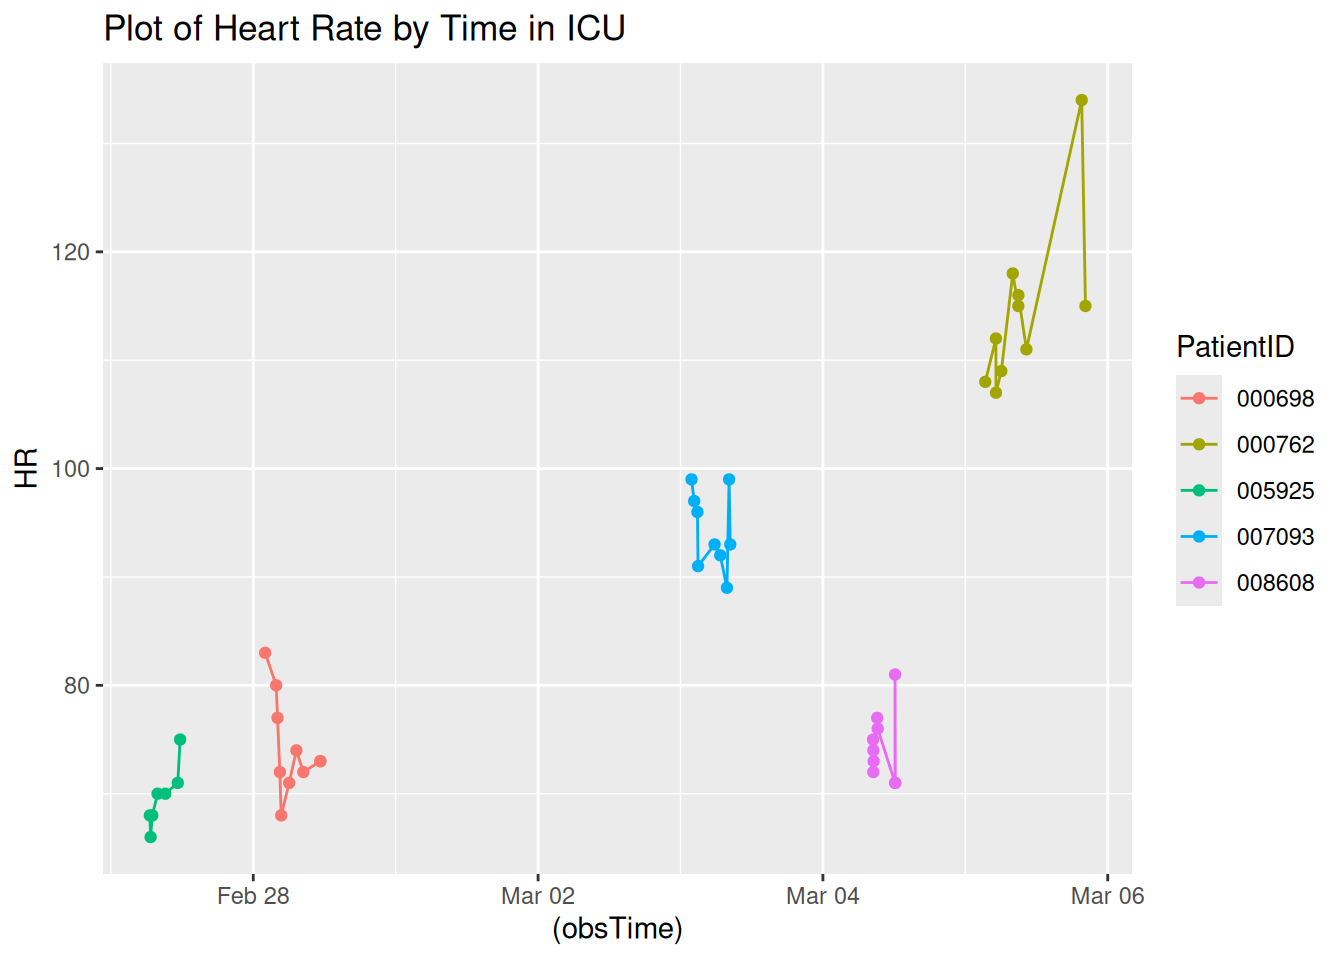 Plot of Heart Rate by Time in ICU
120
100
80
HR
Feb 28
Mar 02
Mar 04
Mar 06
(obsTime)
PatientID
000698
000762
005925
007093
008608